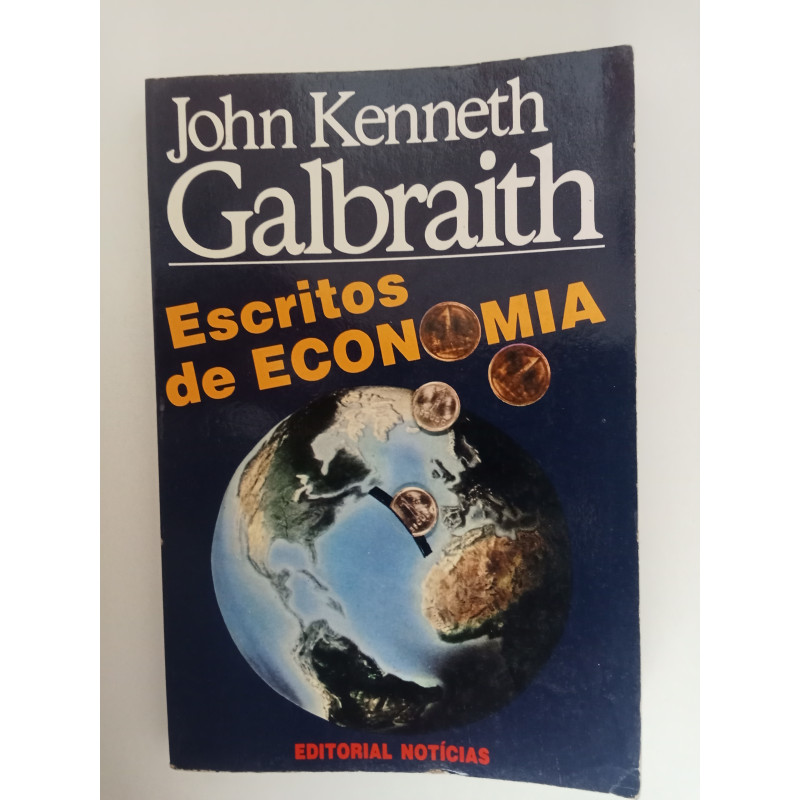 John Kenneth
Galbraith
Escritos
de ECONOMIA
EDITORIAL NOTÍCIAS